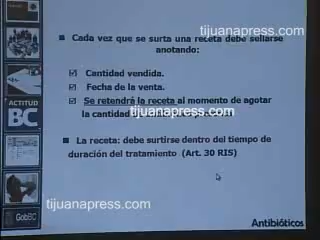 tijuanapress.com
Cada vez que se surta una receta debe sellarse
anotando:
Cantidad vendida.
Fecha de la venta.
Se retendrá la receta al momento de agotar
la cantidad
tijuanapress.com
La receta: debe surtirse dentro del tiempo de
duración del tratamiento (Art. 30 RIS)
ACTITUD
BC
tijuanapress.com
GobBC
Antibióticos